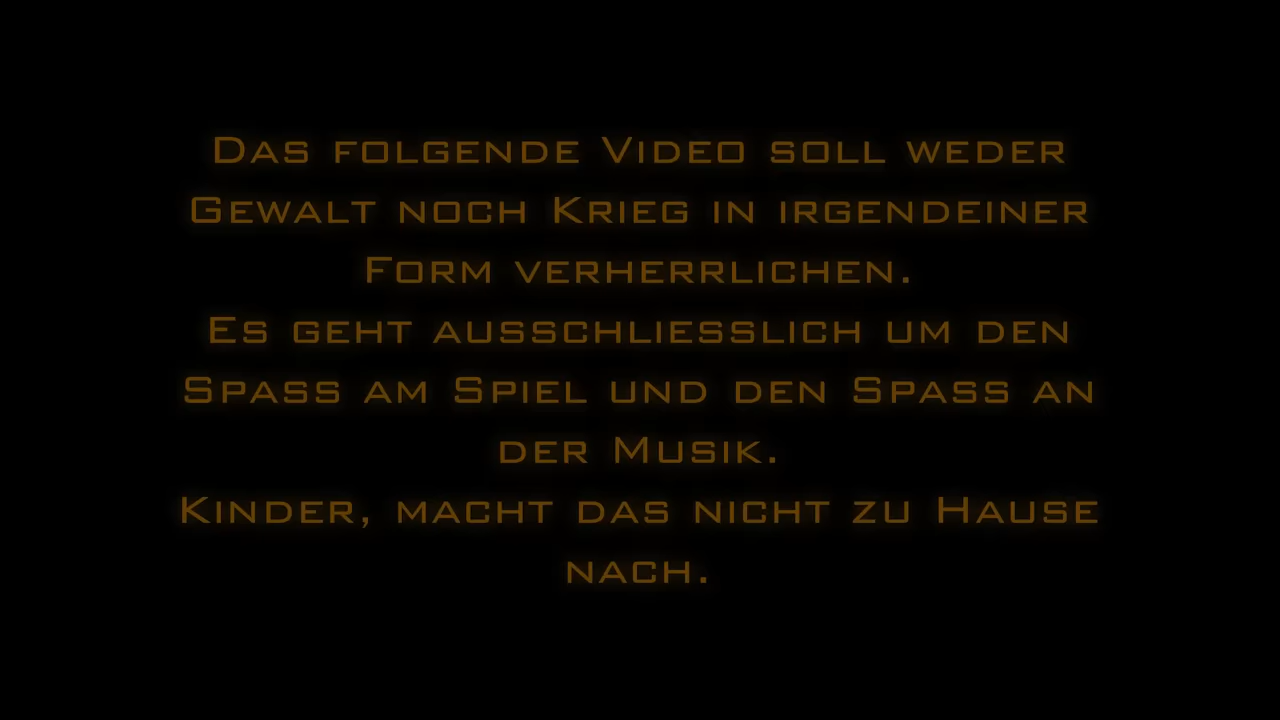 Das folgende Video soll weder
Gewalt noch Krieg in irgendeiner
Form verherrlichen.
Es geht ausschliesslich um den
Spass am Spiel und den Spass an
der Musik.
Kinder, macht das nicht zu Hause
nach.